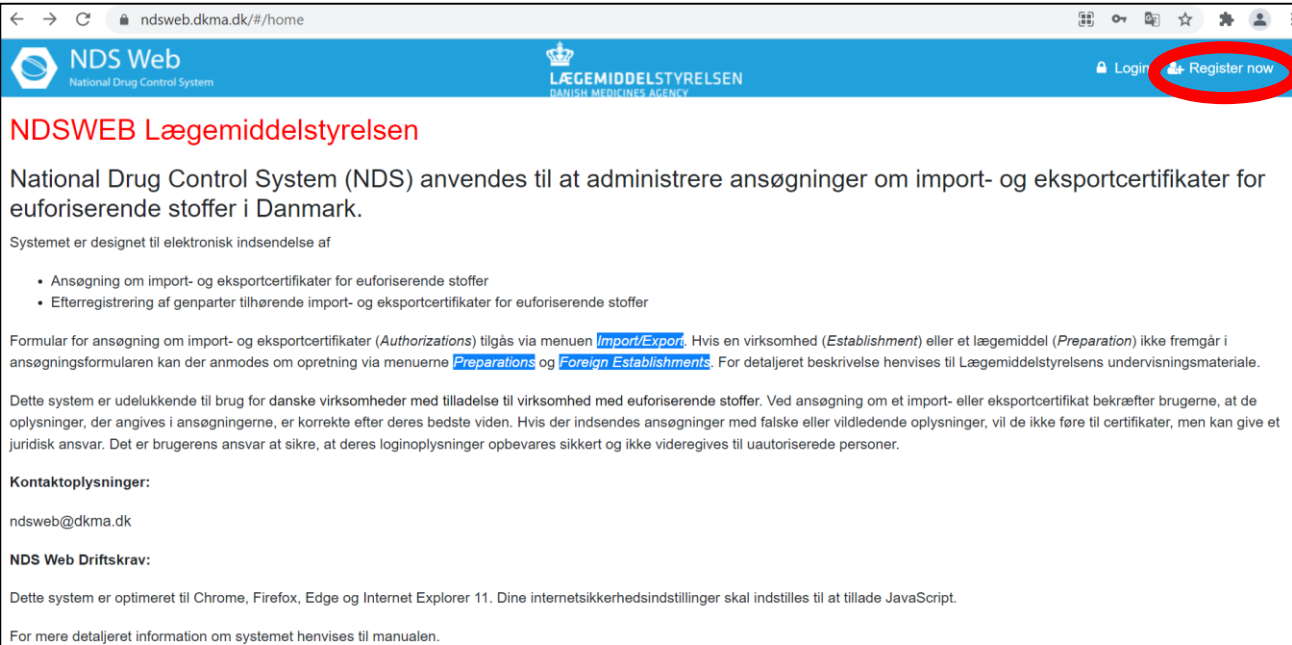 ndsweb.dkma.dk/#/home
NDS Web
National Drug Control System
LÆGEMIDDELSTYRELSEN
DANISH MEDICINES AGENCY
Login
Register now
NDSWEB Lægemiddelstyrelsen
National Drug Control System (NDS) anvendes til at administrere ansøgninger om import- og eksportcertifikater for
euforiserende stoffer i Danmark.
Systemet er designet til elektronisk indsendelse af
• Ansøgning om import- og eksportcertifikater for euforiserende stoffer
• Efterregistrering af genparter tilhørende import- og eksportcertifikater for euforiserende stoffer
Formular for ansøgning om import- og eksportcertifikater (Authorizations) tilgås via menuen Import/Export. Hvis en virksomhed (Establishment) eller et lægemiddel (Preparation) ikke fremgår i
ansøgningsformularen kan der anmodes om opretning via menuerne Preparations og Foreign Establishments. For detaljeret beskrivelse henvises til Lægemiddelstyrelsens undervisningsmateriale.
Dette system er udelukkende til brug for danske virksomheder med tilladelse til virksomhed med euforiserende stoffer. Ved ansøgning om et import- eller eksportcertifikat bekræfter brugerne, at de
oplysninger, der angives i ansøgningerne, er korrekte efter deres bedste viden. Hvis der indsendes ansøgninger med falske eller vildledende oplysninger, vil de ikke føre til certifikater, men kan give et
juridisk ansvar. Det er brugerens ansvar at sikre, at deres loginoplysninger opbevares sikkert og ikke videregives til uautoriserede personer.
Kontaktoplysninger:
ndsweb@dkma.dk
NDS Web Driftskrav:
Dette system er optimeret til Chrome, Firefox, Edge og Internet Explorer 11. Dine internetsikkerhedsindstillinger skal indstilles til at tillade JavaScript.
For mere detaljeret information om systemet henvises til manualen.